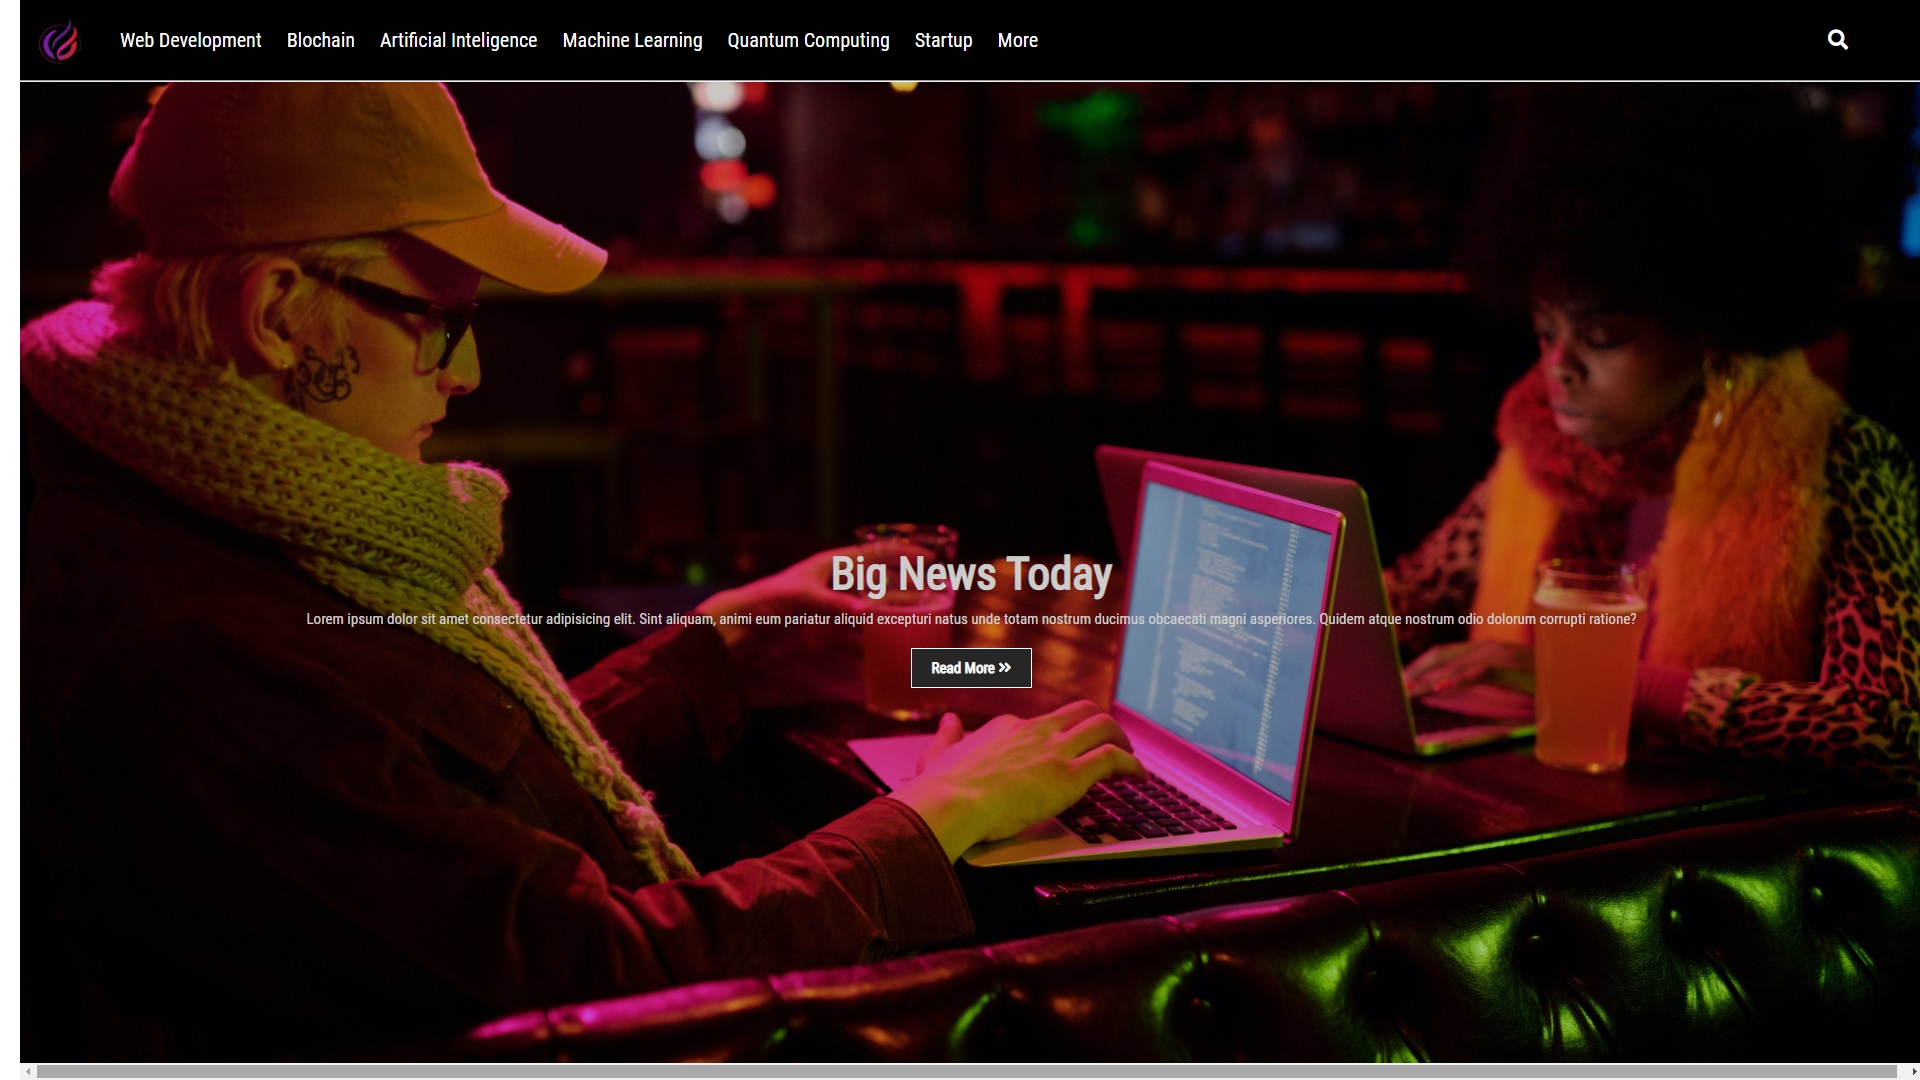 Web Development Blochain Artificial Inteligence Machine Learning Quantum Computing Startup More
Big News Today
Lorem ipsum dolor sit amet consectetur adipisicing elit. Sint aliquam, animi eum pariatur aliquid excepturi natus unde totam nostrum ducimus obcaecati magni asperiores. Quidem atque nostrum odio dolorum corrupti ratione?
Read More »